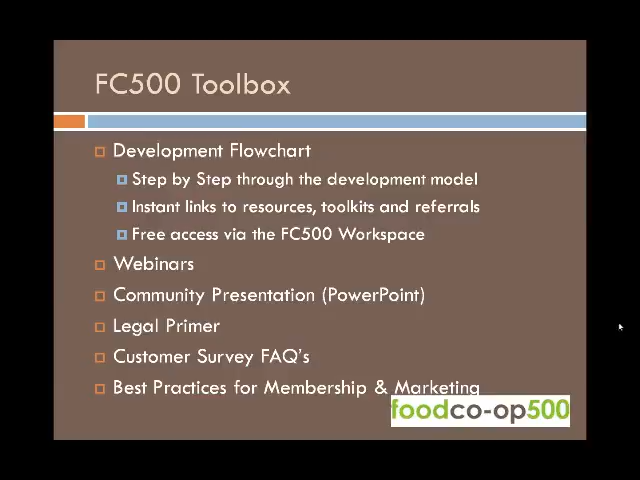 FC500 Toolbox
Development Flowchart
Step by Step through the development model
Instant links to resources, toolkits and referrals
Free access via the FC500 Workspace
Webinars
Community Presentation (PowerPoint)
Legal Primer
Customer Survey FAQ's
Best Practices for Membership & Marketing
foodco-op500